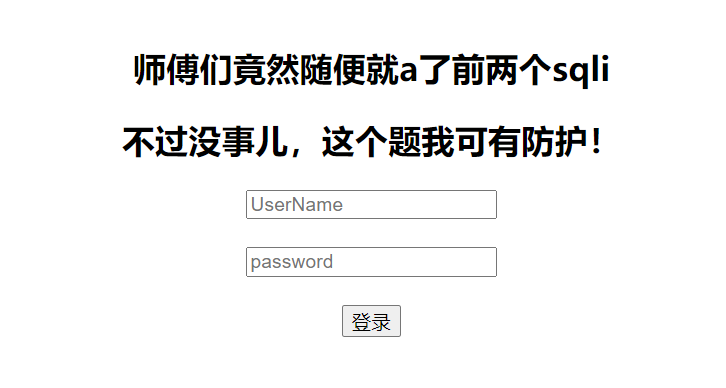 师傅们竟然随便就a了前两个sqli
不过没事儿，这个题我可有防护！
UserName
password
登录